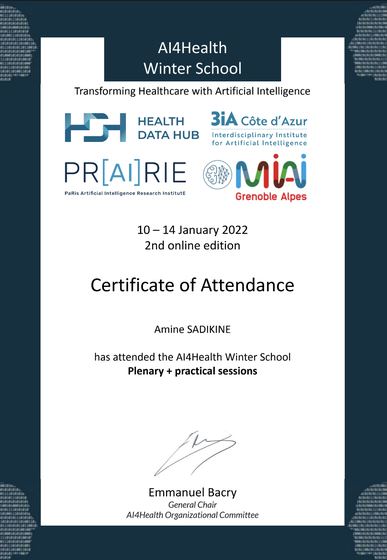 AI4Health
Winter School
Transforming Healthcare with Artificial Intelligence
HEALTH
DATA HUB
3iA Côte d'Azur
Interdisciplinary Institute
for Artificial Intelligence
PR[AI]RIE
PaRis Artificial Intelligence Research InstitutE
MIAI
Grenoble Alpes
10 – 14 January 2022
2nd online edition
Certificate of Attendance
Amine SADIKINE
has attended the AI4Health Winter School
Plenary + practical sessions
Emmanuel Bacry
General Chair
AI4Health Organizational Committee